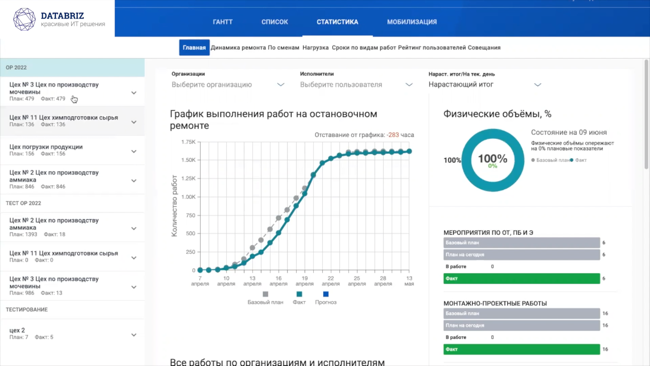 DATABRIZ
красивые ИТ решения
ГАНТТ
СПИСОК
СТАТИСТИКА
МОБИЛИЗАЦИЯ
Главная Динамика ремонта По сменам Нагрузка Сроки по видам работ Рейтинг пользователей Совещания
ОР 2022
Цех № 3 Цех по производству
мочевины
План: 479 Факт: 479
Цех № 11 Цех химподготовки сырья
План: 136 Факт: 136
Цех погрузки продукции
План: 156 Факт: 156
Цех № 2 Цех по производству
аммиака
План: 846 Факт: 846
ТЕСТ ОР 2022
Цех № 2 Цех по производству
аммиака
План: 1393 Факт: 18
Цех № 11 Цех химподготовки сырья
План: 0 Факт: 0
Цех № 3 Цех по производству
мочевины
План: 986 Факт: 13
ТЕСТИРОВАНИЕ
цех 2
План: 7 Факт: 5
Организации
Выберите организацию
Исполнители
Выберите пользователя
Нараст. итог/На тек. день
Нарастающий итог
График выполнения работ на остановочном
ремонте
Отставание от графика: -283 часа
Количество работ
1.75K
1.50K
1.25K
1.00K
750
500
250
0
7 апреля
10 апреля
13 апреля
16 апреля
19 апреля
22 апреля
25 апреля
28 апреля
13 мая
Базовый план
Факт
Прогноз
Все работы по организациям и исполнителям
Физические объёмы, %
100%
100%
0%
Состояние на 09 июня
Физические объёмы опережают
на 0% плановые показатели
Базовый план Факт
МЕРОПРИЯТИЯ ПО ОТ, ПБ И Э
Базовый план 6
План на сегодня 6
В работе 0
Факт 6
МОНТАЖНО-ПРОЕКТНЫЕ РАБОТЫ
Базовый план 16
План на сегодня 16
В работе 0
Факт 16